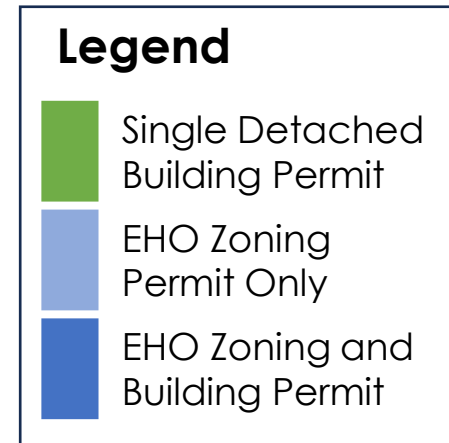 Legend
Single Detached
Building Permit
EHO Zoning
Permit Only
EHO Zoning and
Building Permit